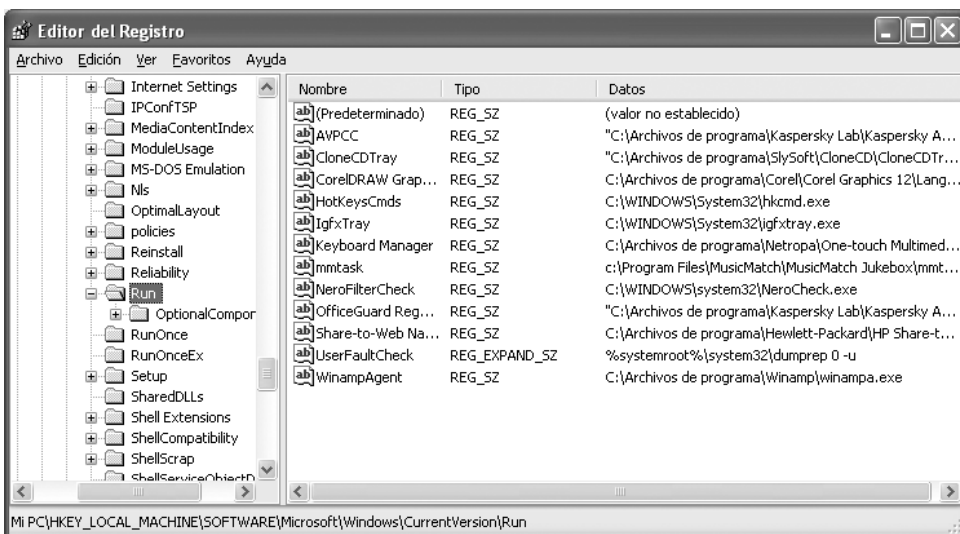 Editor del Registro
Archivo Edición Ver Favoritos Ayuda
Internet Settings
IPConfTSP
MediaContentIndex
ModuleUsage
MS-DOS Emulation
Nls
OptimalLayout
policies
Reinstall
Reliability
Run
OptionalCompor
RunOnce
RunOnceEx
Setup
SharedDLLs
Shell Extensions
ShellCompatibility
ShellScrap
ShellServiceObjectD
Nombre Tipo Datos
(Predeterminado) REG_SZ (valor no establecido)
AVPCC REG_SZ "C:\Archivos de programa\Kaspersky Lab\Kaspersky A...
CloneCDTray REG_SZ "C:\Archivos de programa\SlySoft\CloneCD\CloneCDTr...
CorelDRAW Grap... REG_SZ C:\Archivos de programa\Corel\Corel Graphics 12\Lang...
HotKeysCmds REG_SZ C:\WINDOWS\System32\hkcmd.exe
IgfxTray REG_SZ C:\WINDOWS\System32\igfxtray.exe
Keyboard Manager REG_SZ C:\Archivos de programa\Netropa\One-touch Multimed...
mmtask REG_SZ c:\Program Files\MusicMatch\MusicMatch Jukebox\mmt...
NeroFilterCheck REG_SZ C:\WINDOWS\system32\NeroCheck.exe
OfficeGuard Reg... REG_SZ "C:\Archivos de programa\Kaspersky Lab\Kaspersky A...
Share-to-Web Na... REG_SZ C:\Archivos de programa\Hewlett-Packard\HP Share-t...
UserFaultCheck REG_EXPAND_SZ %systemroot%\system32\dumprep 0 -u
WinampAgent REG_SZ C:\Archivos de programa\Winamp\winampa.exe
Mi PC\HKEY_LOCAL_MACHINE\SOFTWARE\Microsoft\Windows\CurrentVersion\Run